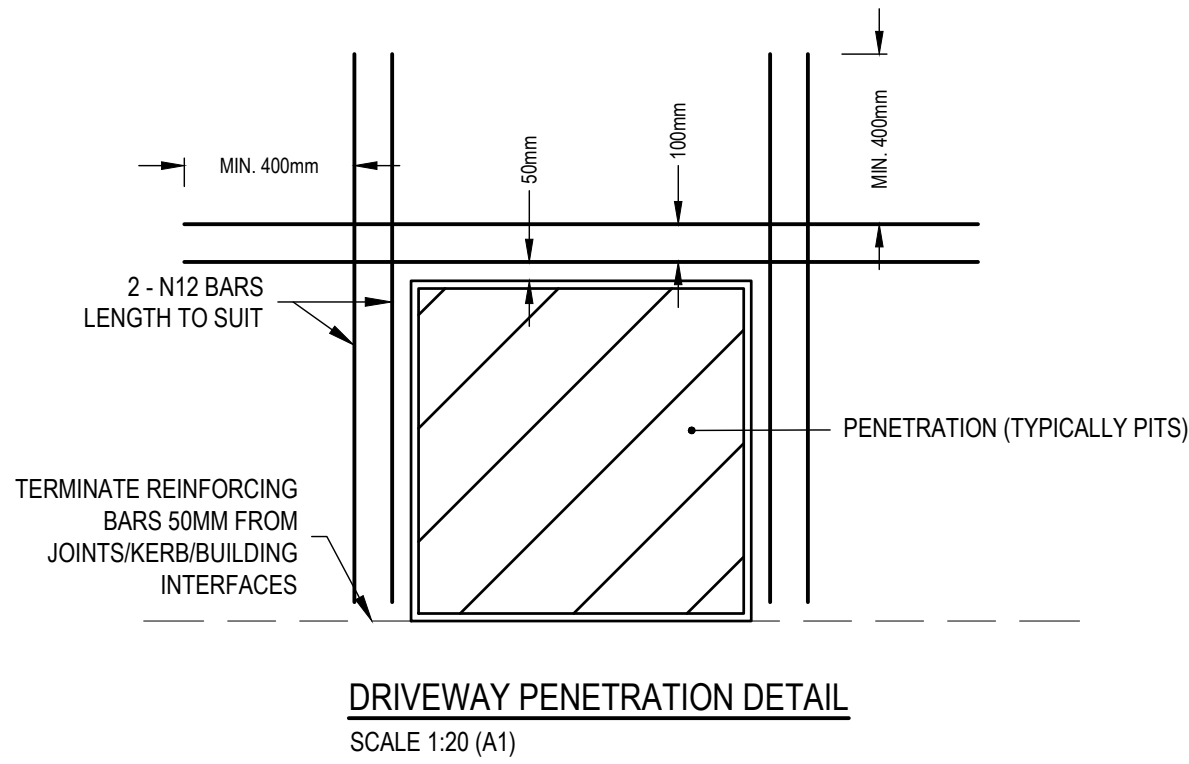 MIN. 400mm
50mm
100mm
MIN. 400mm
2 - N12 BARS
LENGTH TO SUIT
PENETRATION (TYPICALLY PITS)
TERMINATE REINFORCING
BARS 50MM FROM
JOINTS/KERB/BUILDING
INTERFACES
DRIVEWAY PENETRATION DETAIL
SCALE 1:20 (A1)